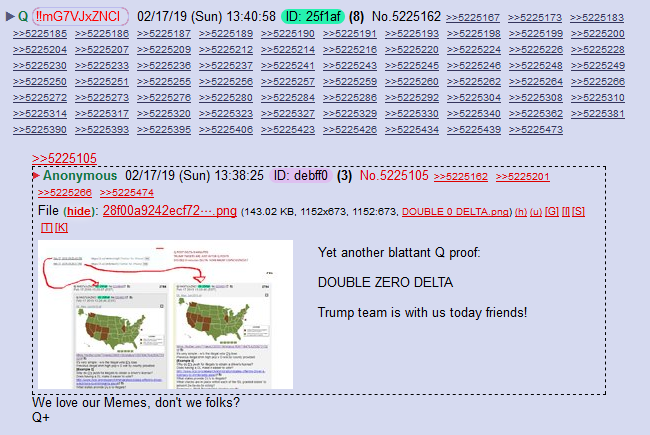 ▶ Q !!mG7VJxZNCI 02/17/19 (Sun) 13:40:58 ID: 25f1af (8) No.5225162 >>5225167 >>5225173 >>5225183
>>5225185 >>5225186 >>5225187 >>5225189 >>5225191 >>5225193 >>5225198 >>5225199 >>5225200
>>5225204 >>5225207 >>5225209 >>5225212 >>5225214 >>5225216 >>5225220 >>5225226 >>5225228
>>5225230 >>5225233 >>5225236 >>5225237 >>5225241 >>5225243 >>5225245 >>5225246 >>5225248 >>5225249
>>5225250 >>5225251 >>5225255 >>5225256 >>5225257 >>5225259 >>5225260 >>5225262 >>5225264 >>5225266
>>5225272 >>5225273 >>5225276 >>5225280 >>5225284 >>5225286 >>5225292 >>5225304 >>5225308 >>5225310
>>5225314 >>5225317 >>5225320 >>5225323 >>5225327 >>5225329 >>5225330 >>5225340 >>5225362 >>5225381
>>5225390 >>5225393 >>5225395 >>5225406 >>5225423 >>5225426 >>5225434 >>5225439 >>5225473
>>5225105
▶ Anonymous 02/17/19 (Sun) 13:38:25 ID: debff0 (3) No.5225105 >>5225162 >>5225201
>>5225266 >>5225474
File (hide): 28f00a9242ecf72···.png (143.02 KB, 1152x673, 1152:673, DOUBLE 0 DELTA.png) (h) (u) [G] [I] [S]
[T] [K]
Yet another blattant Q proof:
DOUBLE ZERO DELTA
Trump team is with us today friends!
We love our Memes, don't we folks?
Q+